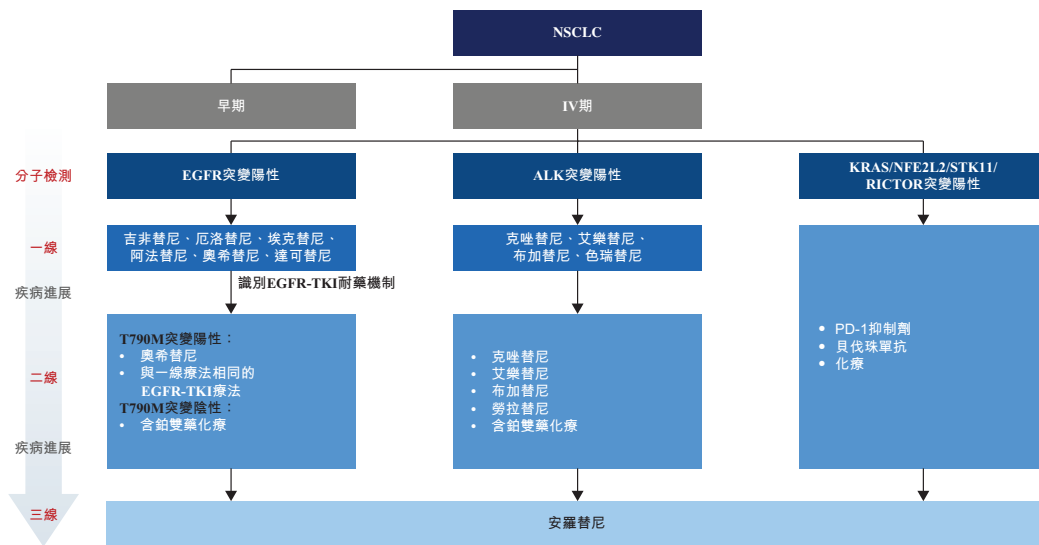 NSCLC
早期
IV期
分子檢測
EGFR突變陽性
ALK突變陽性
KRAS/NFE2L2/STK11/
RICTOR突變陽性
一線
吉非替尼、厄洛替尼、埃克替尼、
阿法替尼、奧希替尼、達可替尼
克唑替尼、艾樂替尼、
布加替尼、色瑞替尼
疾病進展
識別EGFR-TKI耐藥機制
二線
T790M突變陽性：
• 奧希替尼
• 與一線療法相同的
EGFR-TKI療法
T790M突變陰性：
• 含鉑雙藥化療
• 克唑替尼
• 艾樂替尼
• 布加替尼
• 勞拉替尼
• 含鉑雙藥化療
• PD-1抑制劑
• 貝伐珠單抗
• 化療
疾病進展
三線
安羅替尼